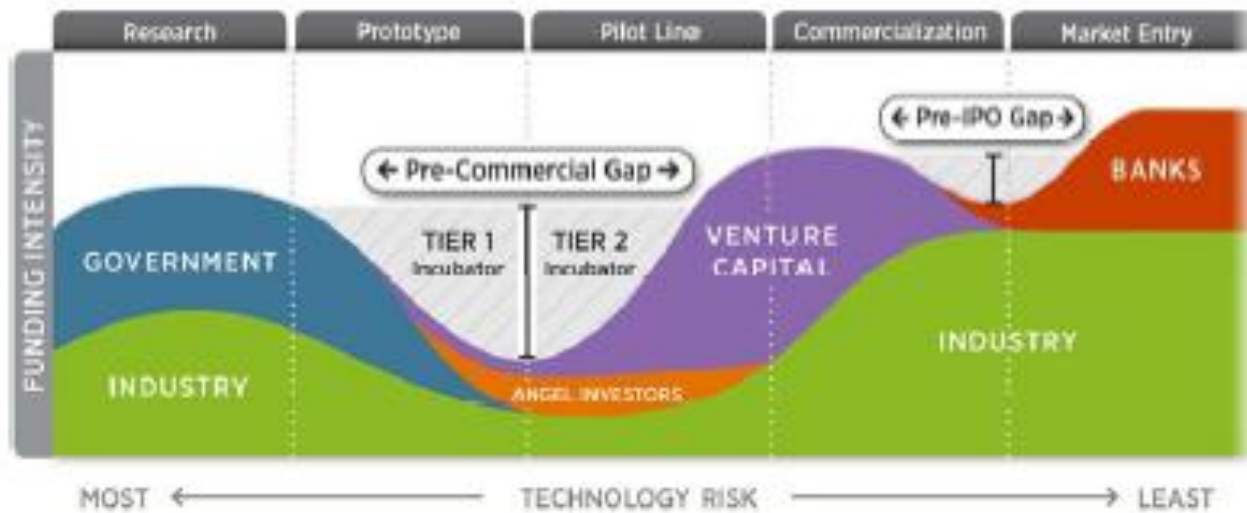 Research
Prototype
Pilot Line
Commercialization
Market Entry
FUNDING INTENSITY
← Pre-Commercial Gap →
← Pre-IPO Gap →
GOVERNMENT
INDUSTRY
TIER 1
Incubator
TIER 2
Incubator
ANGEL INVESTORS
VENTURE
CAPITAL
INDUSTRY
BANKS
MOST ← TECHNOLOGY RISK → LEAST